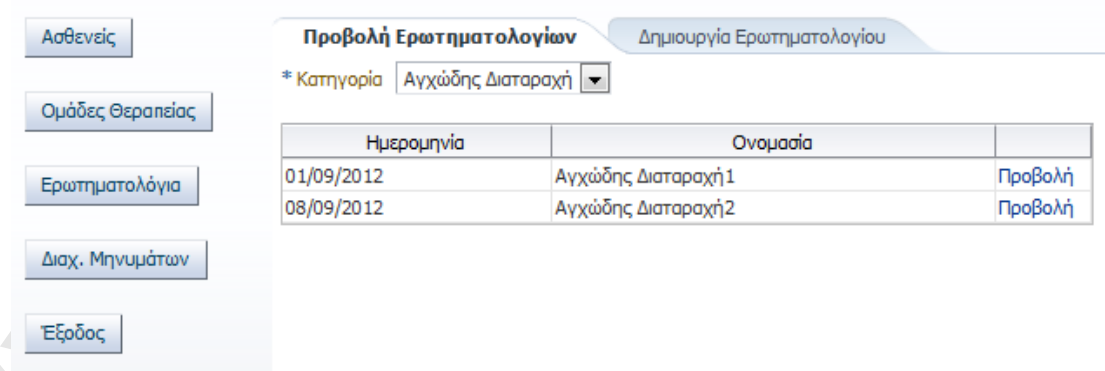 Ασθενείς
Ομάδες Θεραπείας
Ερωτηματολόγια
Διαχ. Μηνυμάτων
Έξοδος
Προβολή Ερωτηματολογίων Δημιουργία Ερωτηματολογίου
* Κατηγορία Αγχώδης Διαταραχή
Ημερομηνία Ονομασία
01/09/2012 Αγχώδης Διαταραχή1 Προβολή
08/09/2012 Αγχώδης Διαταραχή2 Προβολή